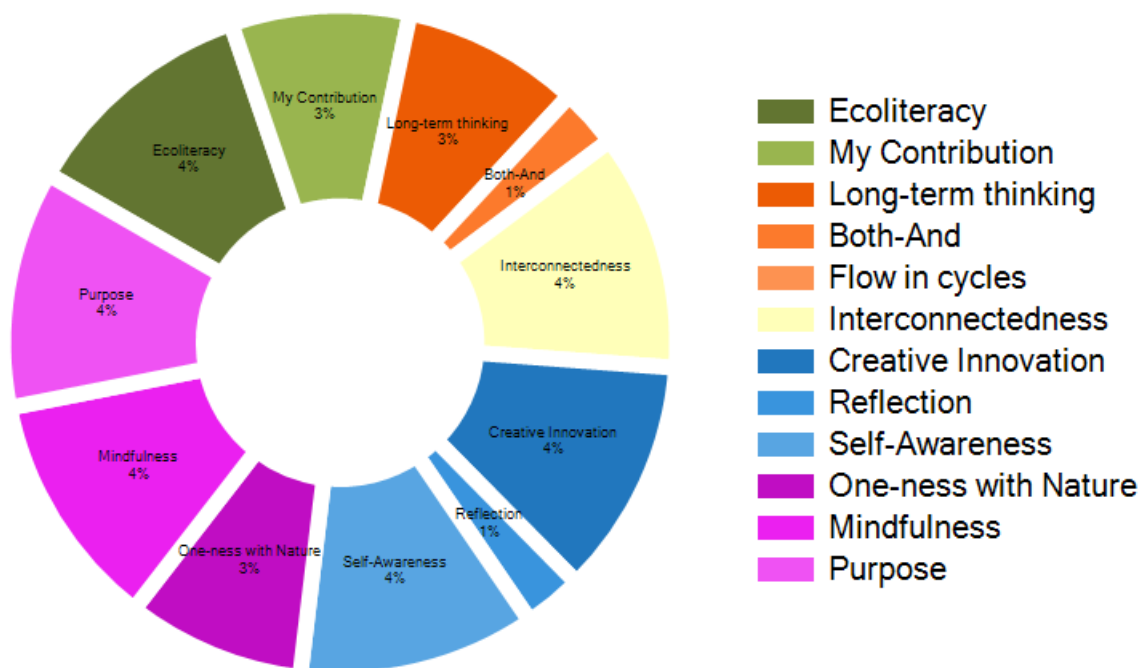 My Contribution
3%
Long-term thinking
3%
Both-And
1%
Interconnectedness
4%
Creative Innovation
4%
Reflection
1%
Self-Awareness
4%
One-ness with Nature
3%
Mindfulness
4%
Purpose
4%
Ecoliteracy
4%
Ecoliteracy
My Contribution
Long-term thinking
Both-And
Flow in cycles
Interconnectedness
Creative Innovation
Reflection
Self-Awareness
One-ness with Nature
Mindfulness
Purpose